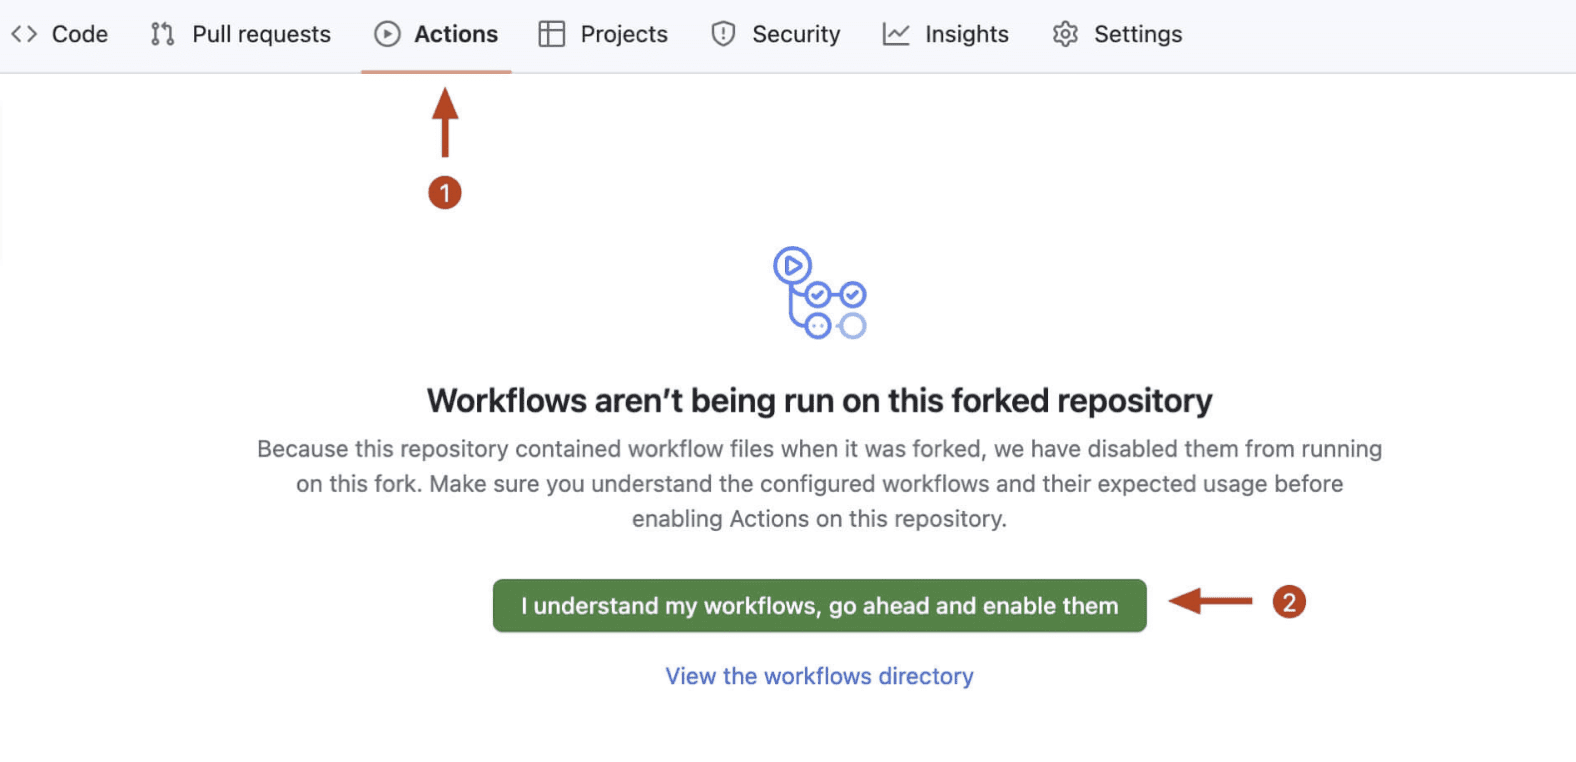 Code Pull requests Actions Projects Security Insights Settings
1
Workflows aren’t being run on this forked repository
Because this repository contained workflow files when it was forked, we have disabled them from running
on this fork. Make sure you understand the configured workflows and their expected usage before
enabling Actions on this repository.
I understand my workflows, go ahead and enable them
2
View the workflows directory